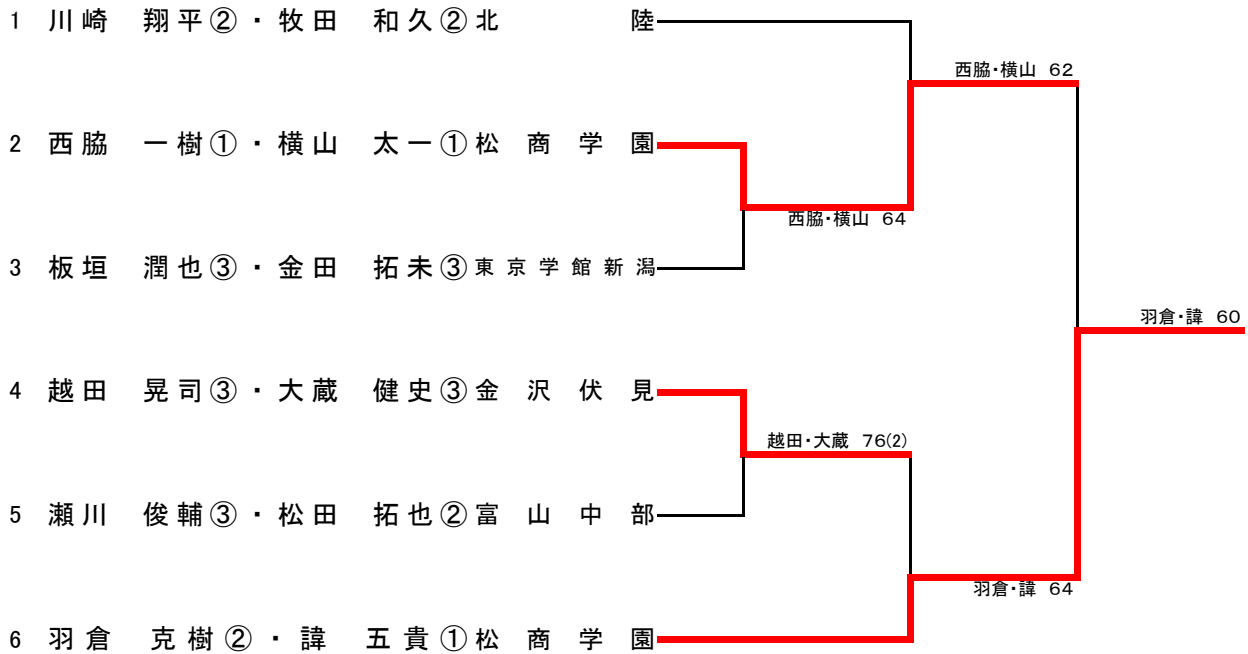 1 川崎 翔平②・牧田 和久② 北 陸
西脇・横山 62
2 西脇 一樹①・横山 太一① 松商学園
西脇・横山 64
3 板垣 潤也③・金田 拓未③ 東京学館新潟
羽倉・諱 60
4 越田 晃司③・大蔵 健史③ 金沢伏見
越田・大蔵 76(2)
5 瀬川 俊輔③・松田 拓也② 富山中部
羽倉・諱 64
6 羽倉 克樹②・諱 五貴① 松商学園